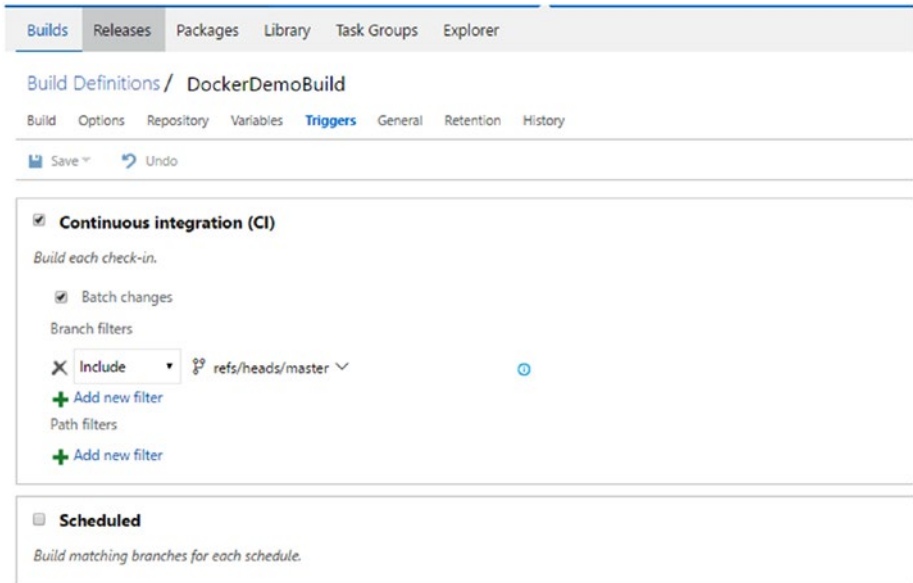 Builds Releases Packages Library Task Groups Explorer
Build Definitions / DockerDemoBuild
Build Options Repository Variables Triggers General Retention History
Save Undo
Continuous integration (CI)
Build each check-in.
Batch changes
Branch filters
Include refs/heads/master
Add new filter
Path filters
Add new filter
Scheduled
Build matching branches for each schedule.